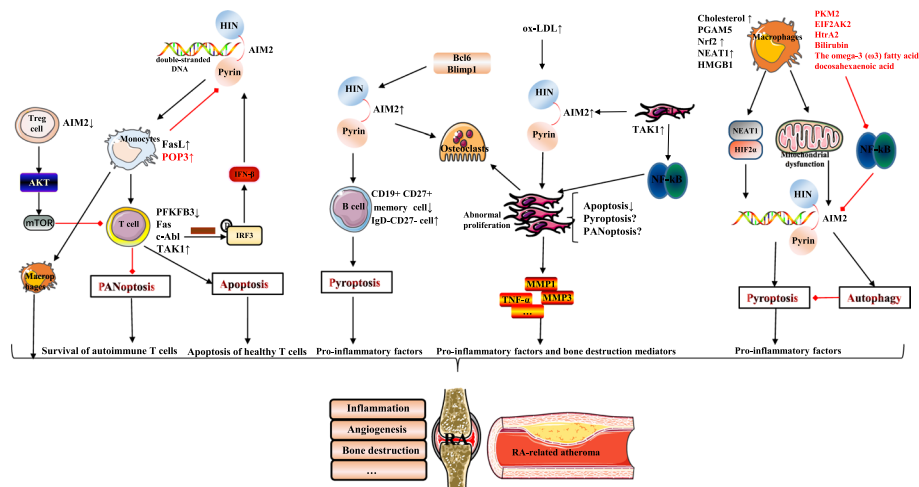 HIN
AIM2
double-stranded
DNA
Pyrin
Treg
cell
AIM2↓
Monocytes
FasL↑
POP3↑
AKT
mTOR
T cell
PFKFB3↓
Fas
c-Abl
TAK1↑
P
IRF3
Macrop
hages
PANoptosis
Apoptosis
Survival of autoimmune T cells
Apoptosis of healthy T cells
Bcl6
Blimp1
HIN
AIM2↑
Pyrin
Osteoclasts
B cell
CD19+ CD27+
memory cell↓
IgD-CD27- cell↑
Pyroptosis
Pro-inflammatory factors
ox-LDL↑
HIN
AIM2↑
Pyrin
TAK1↑
NF-kB
Abnormal
proliferation
Apoptosis↓
Pyroptosis?
PANoptosis?
MMP1
TNF-α
MMP3
...
Pro-inflammatory factors and bone destruction mediators
Cholesterol ↑
PGAM5
Nrf2 ↑
NEAT1↑
HMGB1
Macrophages
PKM2
EIF2AK2
HtrA2
Bilirubin
The omega-3 (ω3) fatty acid
docosahaenoic acid
NEAT1
HIF2α
Mitochondrial
dysfunction
NF-kB
HIN
AIM2
Pyrin
Pyroptosis
Autophagy
Pro-inflammatory factors
Inflammation
Angiogenesis
Bone destruction
...
RA
RA-related atheroma